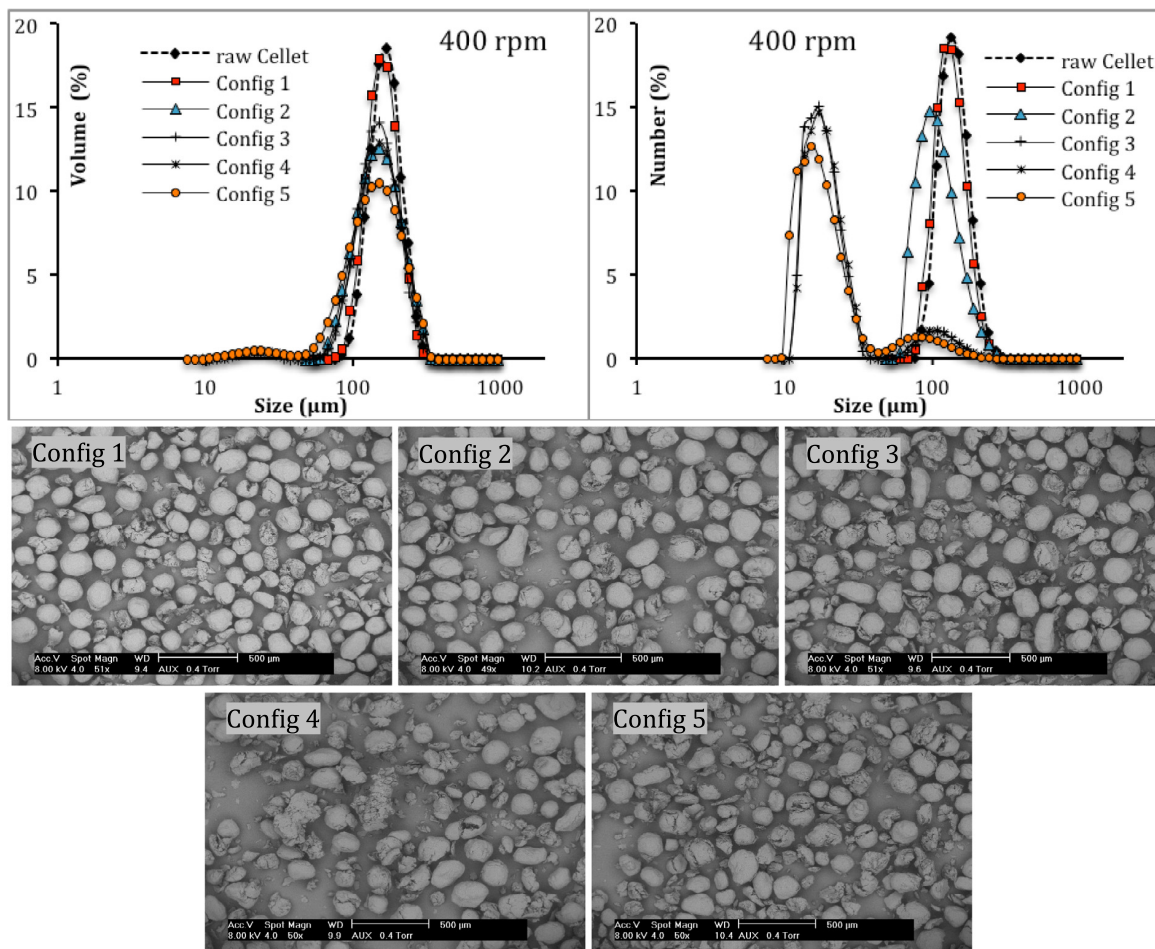 20
15
10
5
0
Volume (%)
400 rpm
raw Cellet
Config 1
Config 2
Config 3
Config 4
Config 5
1
10
100
1000
Size (µm)
20
15
10
5
0
Number (%)
400 rpm
raw Cellet
Config 1
Config 2
Config 3
Config 4
Config 5
1
10
100
1000
Size (µm)
Config 1
Acc.V Spot Magn WD 500 µm
8.00 kV 4.0 51x 9.4 AUX 0.4 Torr
Config 2
Acc.V Spot Magn WD 500 µm
8.00 kV 4.0 49x 10.2 AUX 0.4 Torr
Config 3
Acc.V Spot Magn WD 500 µm
8.00 kV 4.0 51x 9.6 AUX 0.4 Torr
Config 4
Acc.V Spot Magn WD 500 µm
8.00 kV 4.0 50x 9.9 AUX 0.4 Torr
Config 5
Acc.V Spot Magn WD 500 µm
8.00 kV 4.0 50x 10.4 AUX 0.4 Torr